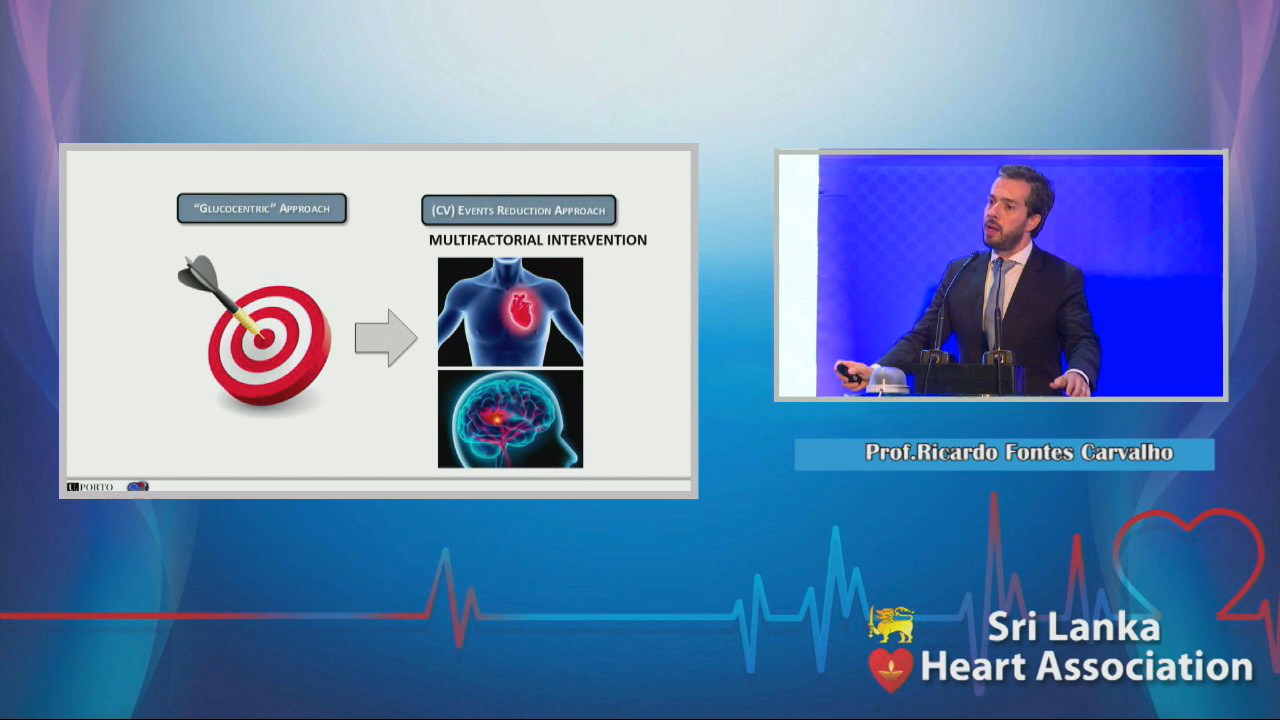 “GLUCOCENTRIC” APPROACH
(CV) EVENTS REDUCTION APPROACH
MULTIFACTORIAL INTERVENTION
U. PORTO
Prof.Ricardo Fontes Carvalho
Sri Lanka
Heart Association